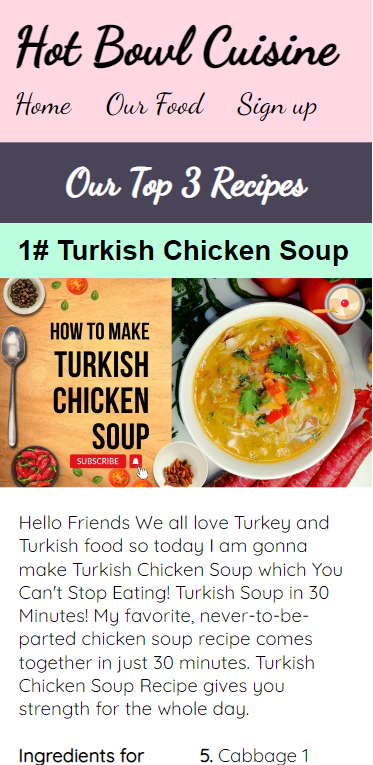 Hot Bowl Cuisine
Home Our Food Sign up
Our Top 3 Recipes
1# Turkish Chicken Soup
HOW TO MAKE
TURKISH
CHICKEN
SOUP
SUBSCRIBE
Hello Friends We all love Turkey and
Turkish food so today I am gonna
make Turkish Chicken Soup which You
Can't Stop Eating! Turkish Soup in 30
Minutes! My favorite, never-to-be-
parted chicken soup recipe comes
together in just 30 minutes. Turkish
Chicken Soup Recipe gives you
strength for the whole day.
Ingredients for
5. Cabbage 1